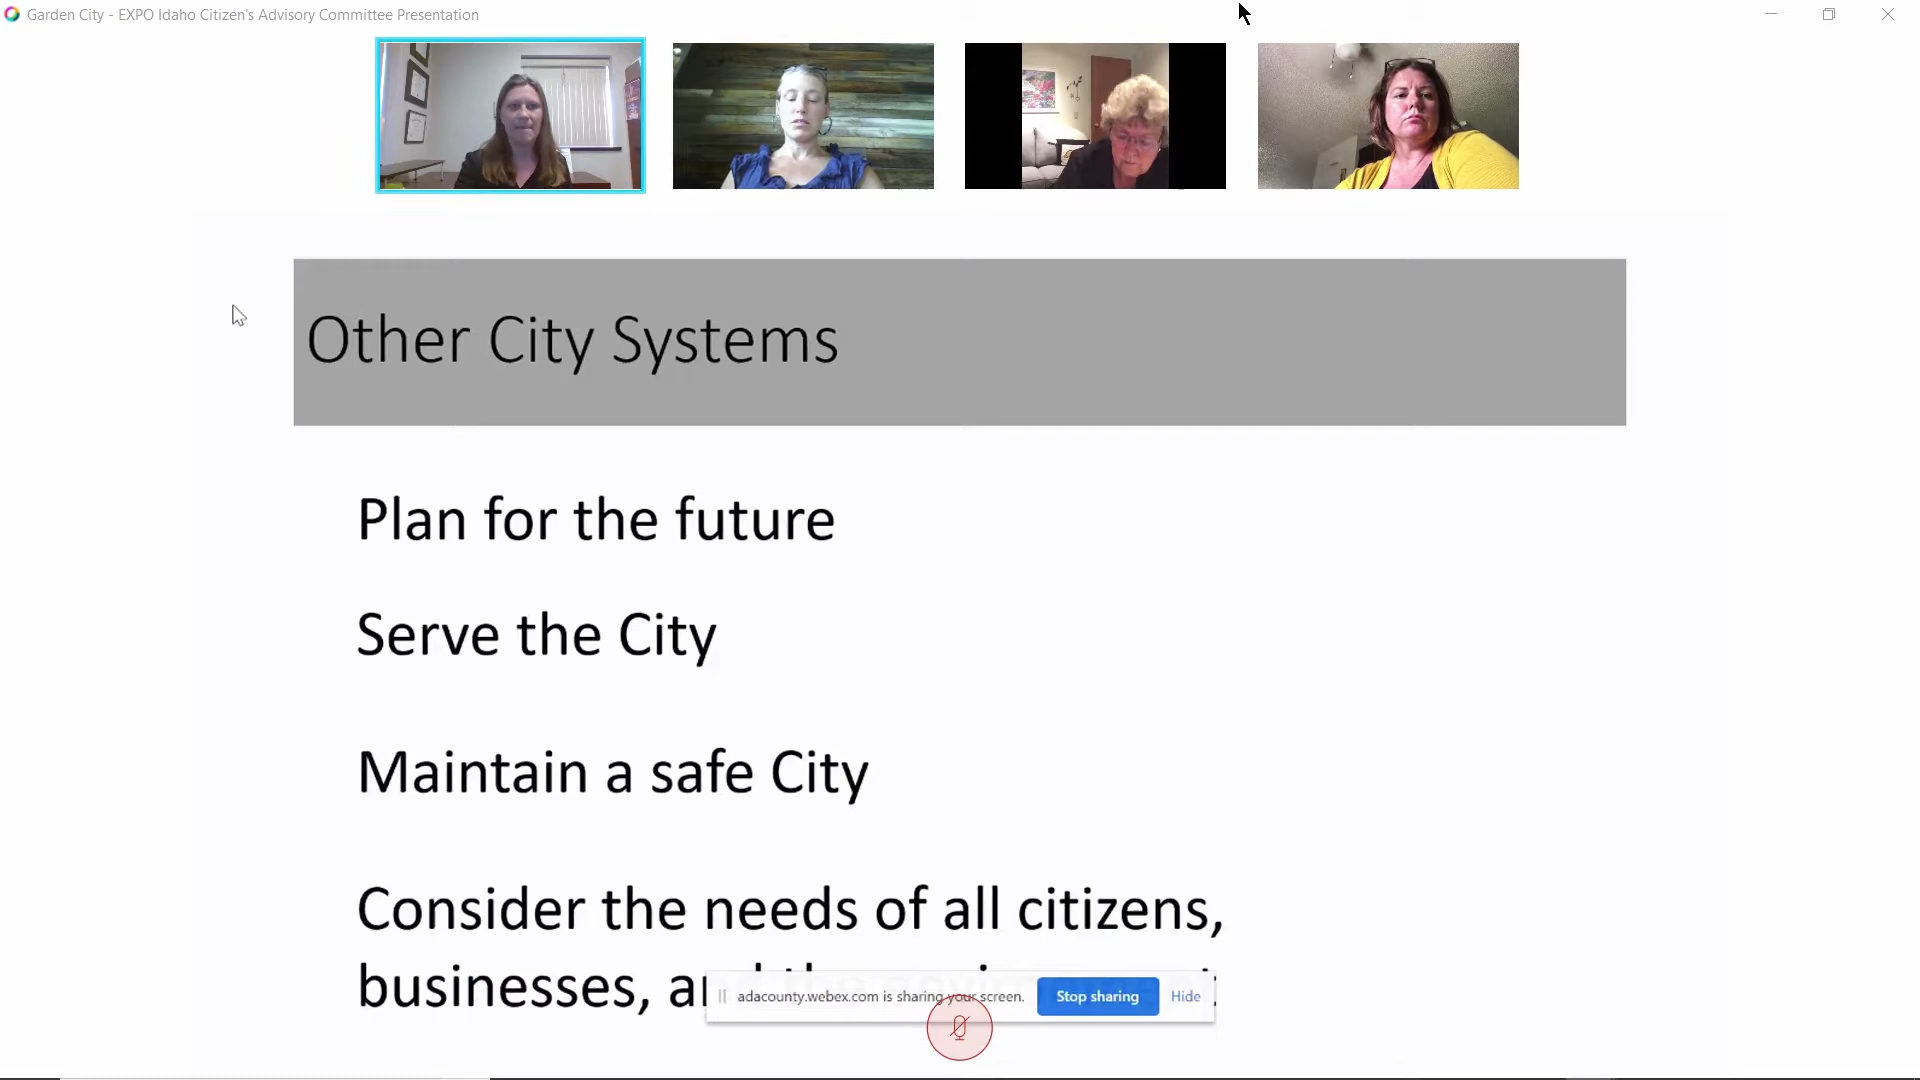 Garden City - EXPO Idaho Citizen's Advisory Committee Presentation
Other City Systems
Plan for the future
Serve the City
Maintain a safe City
Consider the needs of all citizens,
businesses,
adacounty.webex.com is sharing your screen.
Stop sharing
Hide